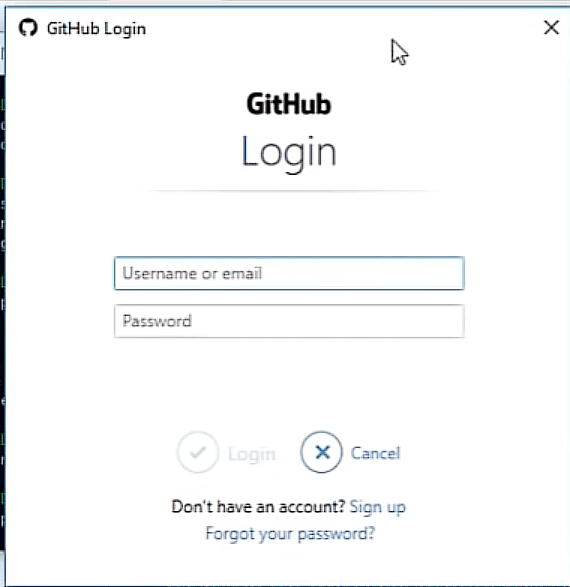 GitHub Login
GitHub
Login
Username or email
Password
Login Cancel
Don't have an account? Sign up
Forgot your password?